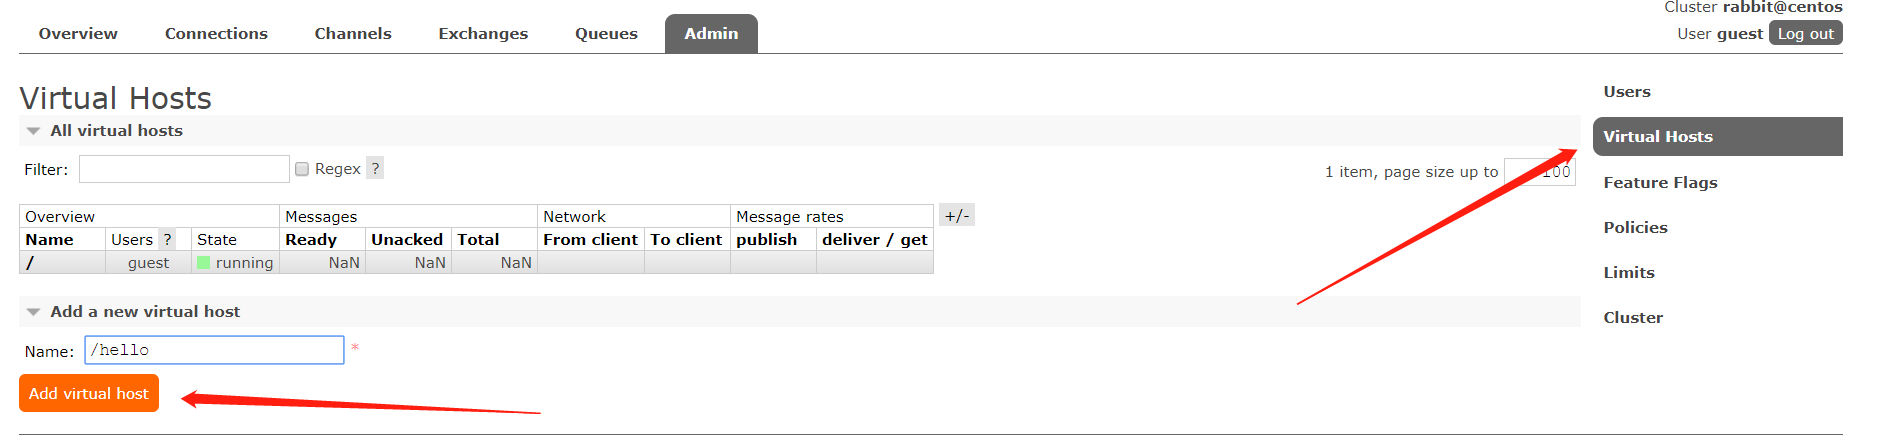 Cluster rabbit@centos
Overview Connections Channels Exchanges Queues Admin
User guest Log out
Virtual Hosts
All virtual hosts
Filter: Regex ?
1 item, page size up to 100
Overview Messages Network Message rates +/-
Name Users ? State Ready Unacked Total From client To client publish deliver / get
/ guest running NaN NaN NaN
Add a new virtual host
Name: /hello *
Add virtual host
Users
Virtual Hosts
Feature Flags
Policies
Limits
Cluster